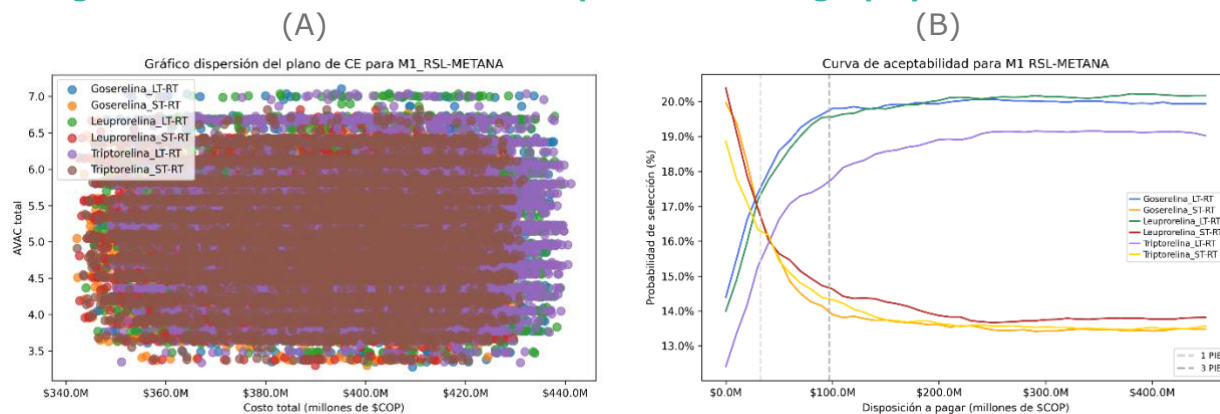 (A)
(B)
Gráfico dispersión del plano de CE para M1_RSL-METANA
Goserelina_LT-RT
Goserelina_ST-RT
Leuprorelina_LT-RT
Leuprorelina_ST-RT
Triptorelina_LT-RT
Triptorelina_ST-RT
AVAC total
7.0
6.5
6.0
5.5
5.0
4.5
4.0
3.5
$340.0M
$360.0M
$380.0M
$400.0M
$420.0M
$440.0M
Costo total (millones de $COP)
Curva de aceptabilidad para M1 RSL-METANA
Probabilidad de selección (%)
20.0%
19.0%
18.0%
17.0%
16.0%
15.0%
14.0%
13.0%
Goserelina_LT-RT
Goserelina_ST-RT
Leuprorelina_LT-RT
Leuprorelina_ST-RT
Triptorelina_LT-RT
Triptorelina_ST-RT
1 PIB
3 PIB
$0.0M
$100.0M
$200.0M
$300.0M
$400.0M
Disposición a pagar (millones de $COP)